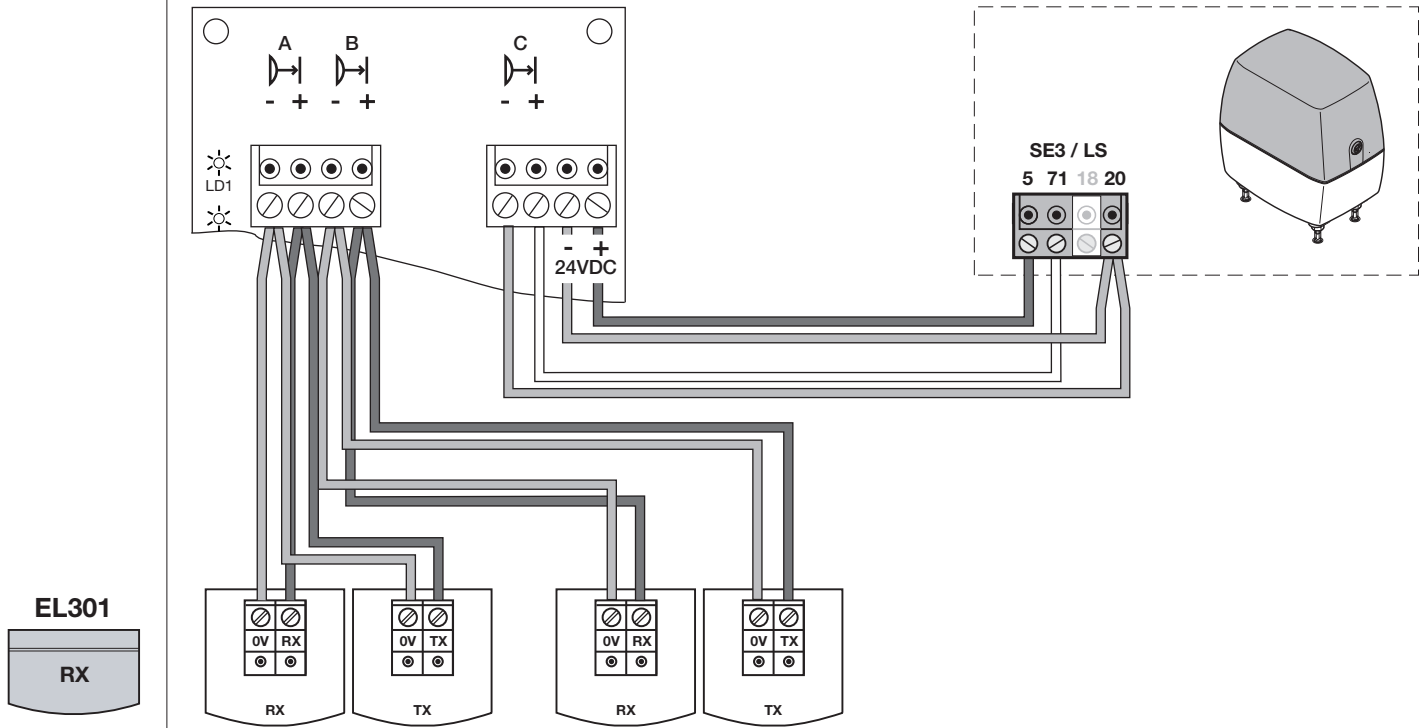 A B C
- + - + - +
LD1
- +
24VDC
SE3 / LS
5 71 18 20
EL301
RX
0V RX
RX
0V TX
TX
0V RX
RX
0V TX
TX